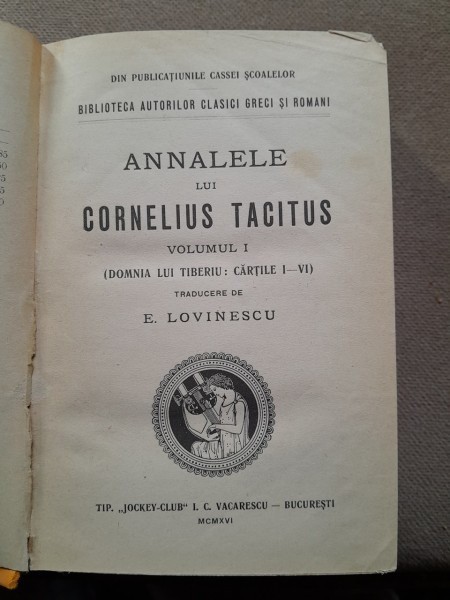 DIN PUBLICAȚIUNILE CASSEI ȘCOALELOR
BIBLIOTECA AUTORILOR CLASICI GRECI ȘI ROMANI
ANNALELE
LUI
CORNELIUS TACITUS
VOLUMUL I
(DOMNIA LUI TIBERIU: CĂRȚILE I—VI)
TRADUCERE DE
E. LOVINESCU
TIP. „JOCKEY-CLUB" I. C. VACARESCU — BUCUREȘTI
MCMXVI